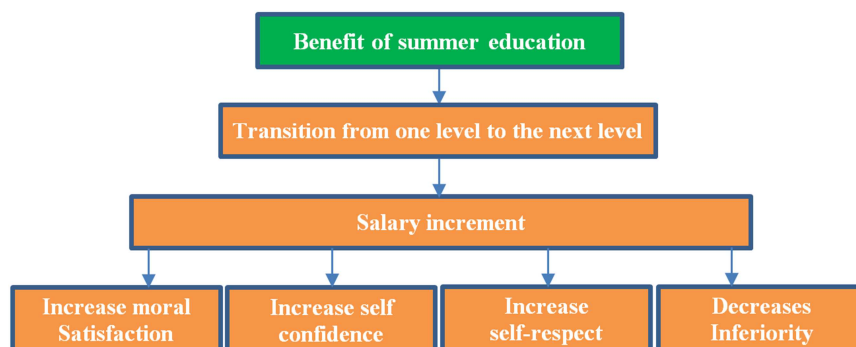 Benefit of summer education
Transition from one level to the next level
Salary increment
Increase moral
Satisfaction
Increase self
confidence
Increase
self-respect
Decreases
Inferiority